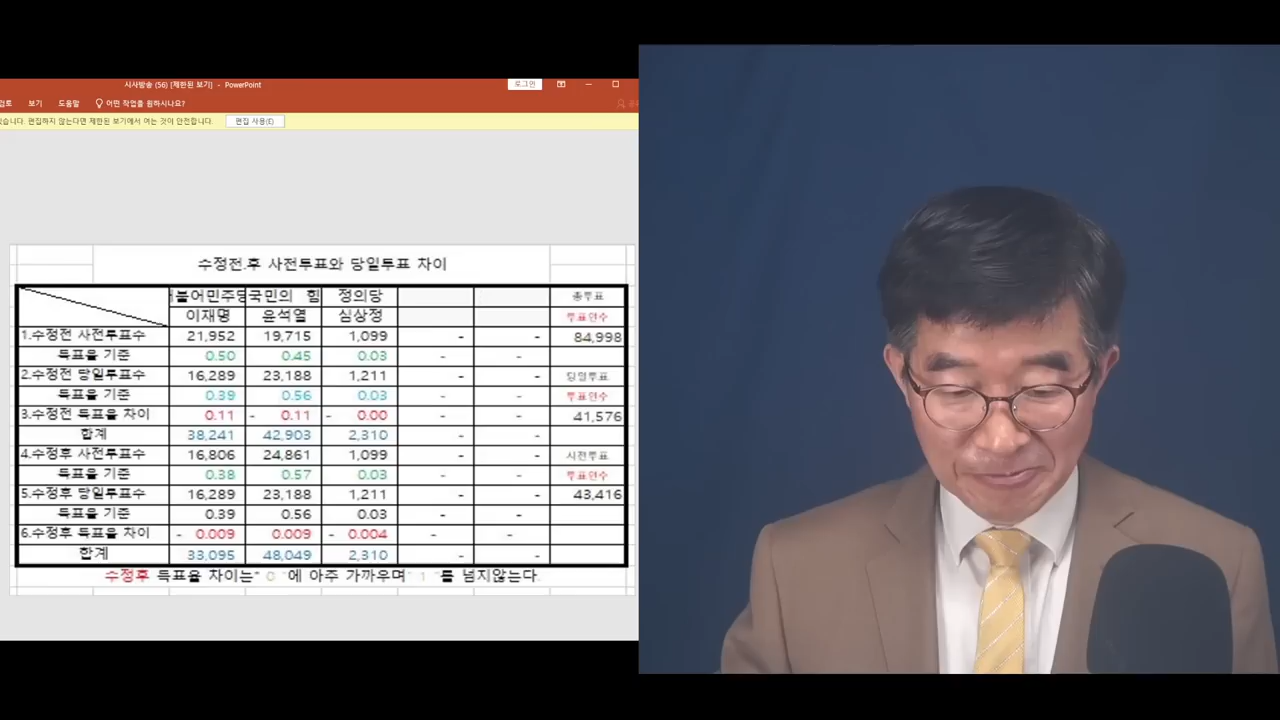 시사방송 (56) [제한된 보기] - PowerPoint 로그인
검토 보기 도움말 어떤 작업을 원하시나요?
있습니다. 편집하지 않는다면 제한된 보기에서 여는 것이 안전합니다. 편집 사용(E)
수정전.후 사전투표와 당일투표 차이
더불어민주당 국민의 힘 정의당 총투표
이재명 윤석열 심상정 투표인수
1.수정전 사전투표수 21,952 19,715 1,099 - - 84,998
득표율 기준 0.50 0.45 0.03 - -
2.수정전 당일투표수 16,289 23,188 1,211 - - 당일투표
득표율 기준 0.39 0.56 0.03 - - 투표인수
3.수정전 득표율 차이 0.11 - 0.11 - 0.00 - - 41,576
합계 38,241 42,903 2,310 - -
4.수정후 사전투표수 16,806 24,861 1,099 - - 사전투표
득표율 기준 0.38 0.57 0.03 - - 투표인수
5.수정후 당일투표수 16,289 23,188 1,211 - - 43,416
득표율 기준 0.39 0.56 0.03 - -
6.수정후 득표율 차이 - 0.009 0.009 - 0.004 - -
합계 33,095 48,049 2,310 - -
수정후 득표율 차이는" 0 "에 아주 가까우며" 1 "를 넘지않는다.